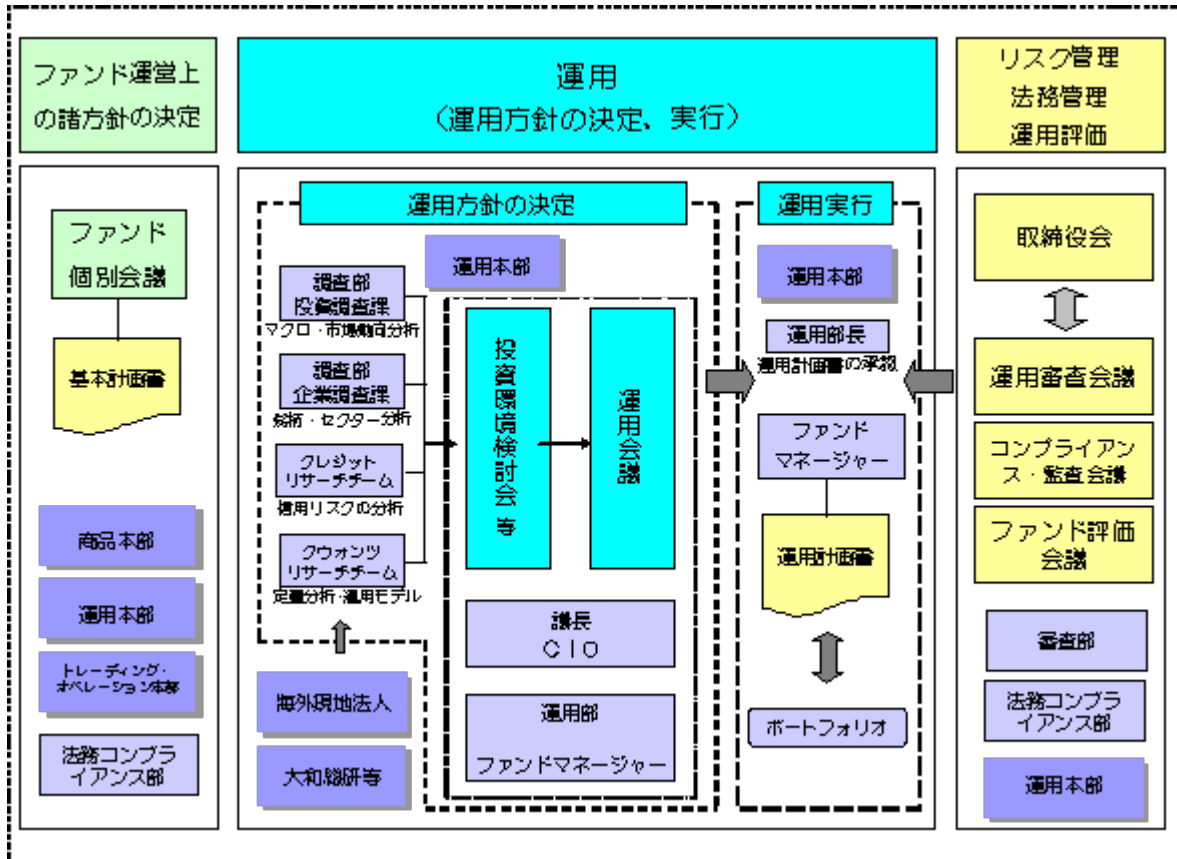 ファンド運営上
の諸方針の決定
運用
（運用方針の決定、実行）
リスク管理
法務管理
運用評価
ファンド
個別会議
基本計画書
商品本部
運用本部
トレーディング・
オペレーション本部
法務コンプラ
イアンス部
運用方針の決定
運用本部
調査部
投資調査課
マクロ・市場動向分析
調査部
企業調査課
銘柄・セクター分析
クレジット
リサーチチーム
信用リスクの分析
クウォンツ
リサーチチーム
定量分析・運用モデル
海外現地法人
大和総研等
投資環境検討会 等
運用会議
議長
ＣＩＯ
運用部
ファンドマネージャー
運用実行
運用本部
運用部長
運用計画書の承認
ファンド
マネージャー
運用計画書
ポートフォリオ
取締役会
運用審査会議
コンプライアン
ス・監査会議
ファンド評価
会議
審査部
法務コンプラ
イアンス部
運用本部